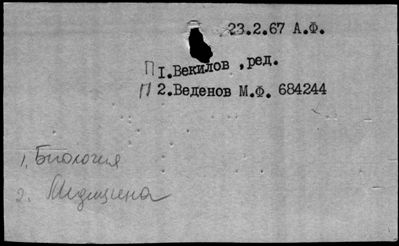 23.2.67 А.Ф.
П 1.Векилов ,ред.
П 2.Веденов М.Ф. 684244
1. Биология
2. Медицина